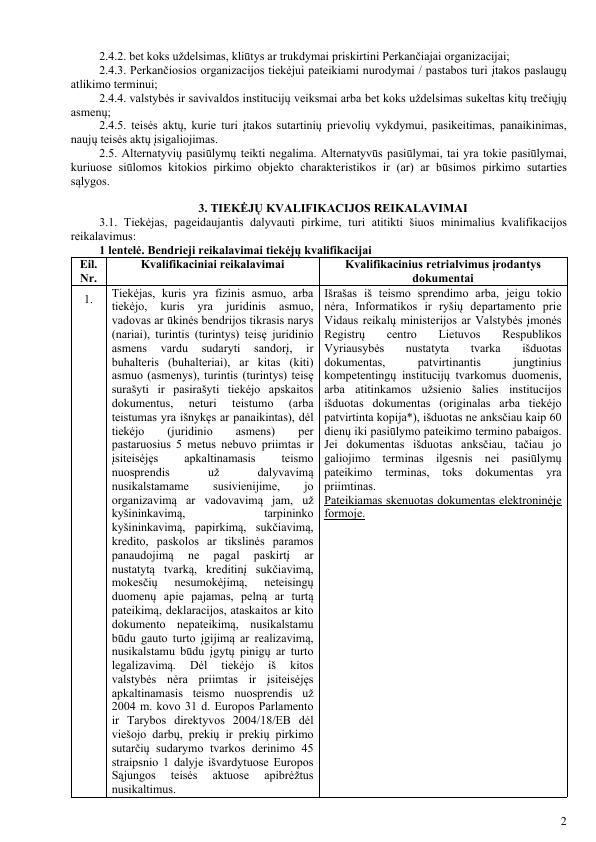 2.4.2. bet koks uždelsimas, kliūtys ar trukdymai priskirtini Perkančiajai organizacijai;
2.4.3. Perkančiosios organizacijos tiekėjui pateikiami nurodymai / pastabos turi įtakos paslaugų
atlikimo terminui;
2.4.4. valstybės ir savivaldos institucijų veiksmai arba bet koks uždelsimas sukeltas kitų trečiųjų
asmenų;
2.4.5. teisės aktų, kurie turi įtakos sutartinių prievolių vykdymui, pasikeitimas, panaikinimas,
naujų teisės aktų įsigaliojimas.
2.5. Alternatyvių pasiūlymų teikti negalima. Alternatyvūs pasiūlymai, tai yra tokie pasiūlymai,
kuriuose siūlomos kitokios pirkimo objekto charakteristikos ir (ar) ar būsimos pirkimo sutarties
sąlygos.
3. TIEKĖJŲ KVALIFIKACIJOS REIKALAVIMAI
3.1. Tiekėjas, pageidaujantis dalyvauti pirkime, turi atitikti šiuos minimalius kvalifikacijos
reikalavimus:
1 lentelė. Bendrieji reikalavimai tiekėjų kvalifikacijai
Eil.
Nr.
Kvalifikaciniai reikalavimai
Kvalifikacinius retrialvimus įrodantys
dokumentai
1.
Tiekėjas, kuris yra fizinis asmuo, arba
tiekėjo, kuris yra juridinis asmuo,
vadovas ar ūkinės bendrijos tikrasis narys
(nariai), turintis (turintys) teisę juridinio
asmens vardu sudaryti sandorį, ir
buhalteris (buhalteriai), ar kitas (kiti)
asmuo (asmenys), turintis (turintys) teisę
surašyti ir pasirašyti tiekėjo apskaitos
dokumentus, neturi teistumo (arba
teistumas yra išnykęs ar panaikintas), dėl
tiekėjo (juridinio asmens) per
pastaruosius 5 metus nebuvo priimtas ir
įsiteisėjęs apkaltinamasis teismo
nuosprendis už dalyvavimą
nusikalstamame susivienijime, jo
organizavimą ar vadovavimą jam, už
kyšininkavimą, tarpininko
kyšininkavimą, papirkimą, sukčiavimą,
kredito, paskolos ar tikslinės paramos
panaudojimą ne pagal paskirtį ar
nustatytą tvarką, kreditinį sukčiavimą,
mokesčių nesumokėjimą, neteisingų
duomenų apie pajamas, pelną ar turtą
pateikimą, deklaracijos, ataskaitos ar kito
dokumento nepateikimą, nusikalstamu
būdu gauto turto įgijimą ar realizavimą,
nusikalstamu būdu įgytų pinigų ar turto
legalizavimą. Dėl tiekėjo iš kitos
valstybės nėra priimtas ir įsiteisėjęs
apkaltinamasis teismo nuosprendis už
2004 m. kovo 31 d. Europos Parlamento
ir Tarybos direktyvos 2004/18/EB dėl
viešojo darbų, prekių ir prekių pirkimo
sutarčių sudarymo tvarkos derinimo 45
straipsnio 1 dalyje išvardytuose Europos
Sąjungos teisės aktuose apibrėžtus
nusikaltimus.
Išrašas iš teismo sprendimo arba, jeigu tokio
nėra, Informatikos ir ryšių departamento prie
Vidaus reikalų ministerijos ar Valstybės įmonės
Registrų centro Lietuvos Respublikos
Vyriausybės nustatyta tvarka išduotas
dokumentas, patvirtinantis jungtinius
kompetentingų institucijų tvarkomus duomenis,
arba atitinkamos užsienio šalies institucijos
išduotas dokumentas (originalas arba tiekėjo
patvirtinta kopija*), išduotas ne anksčiau kaip 60
dienų iki pasiūlymo pateikimo termino pabaigos.
Jei dokumentas išduotas anksčiau, tačiau jo
galiojimo terminas ilgesnis nei pasiūlymų
pateikimo terminas, toks dokumentas yra
priimtinas.
Pateikiamas skenuotas dokumentas elektroninėje
formoje.
2